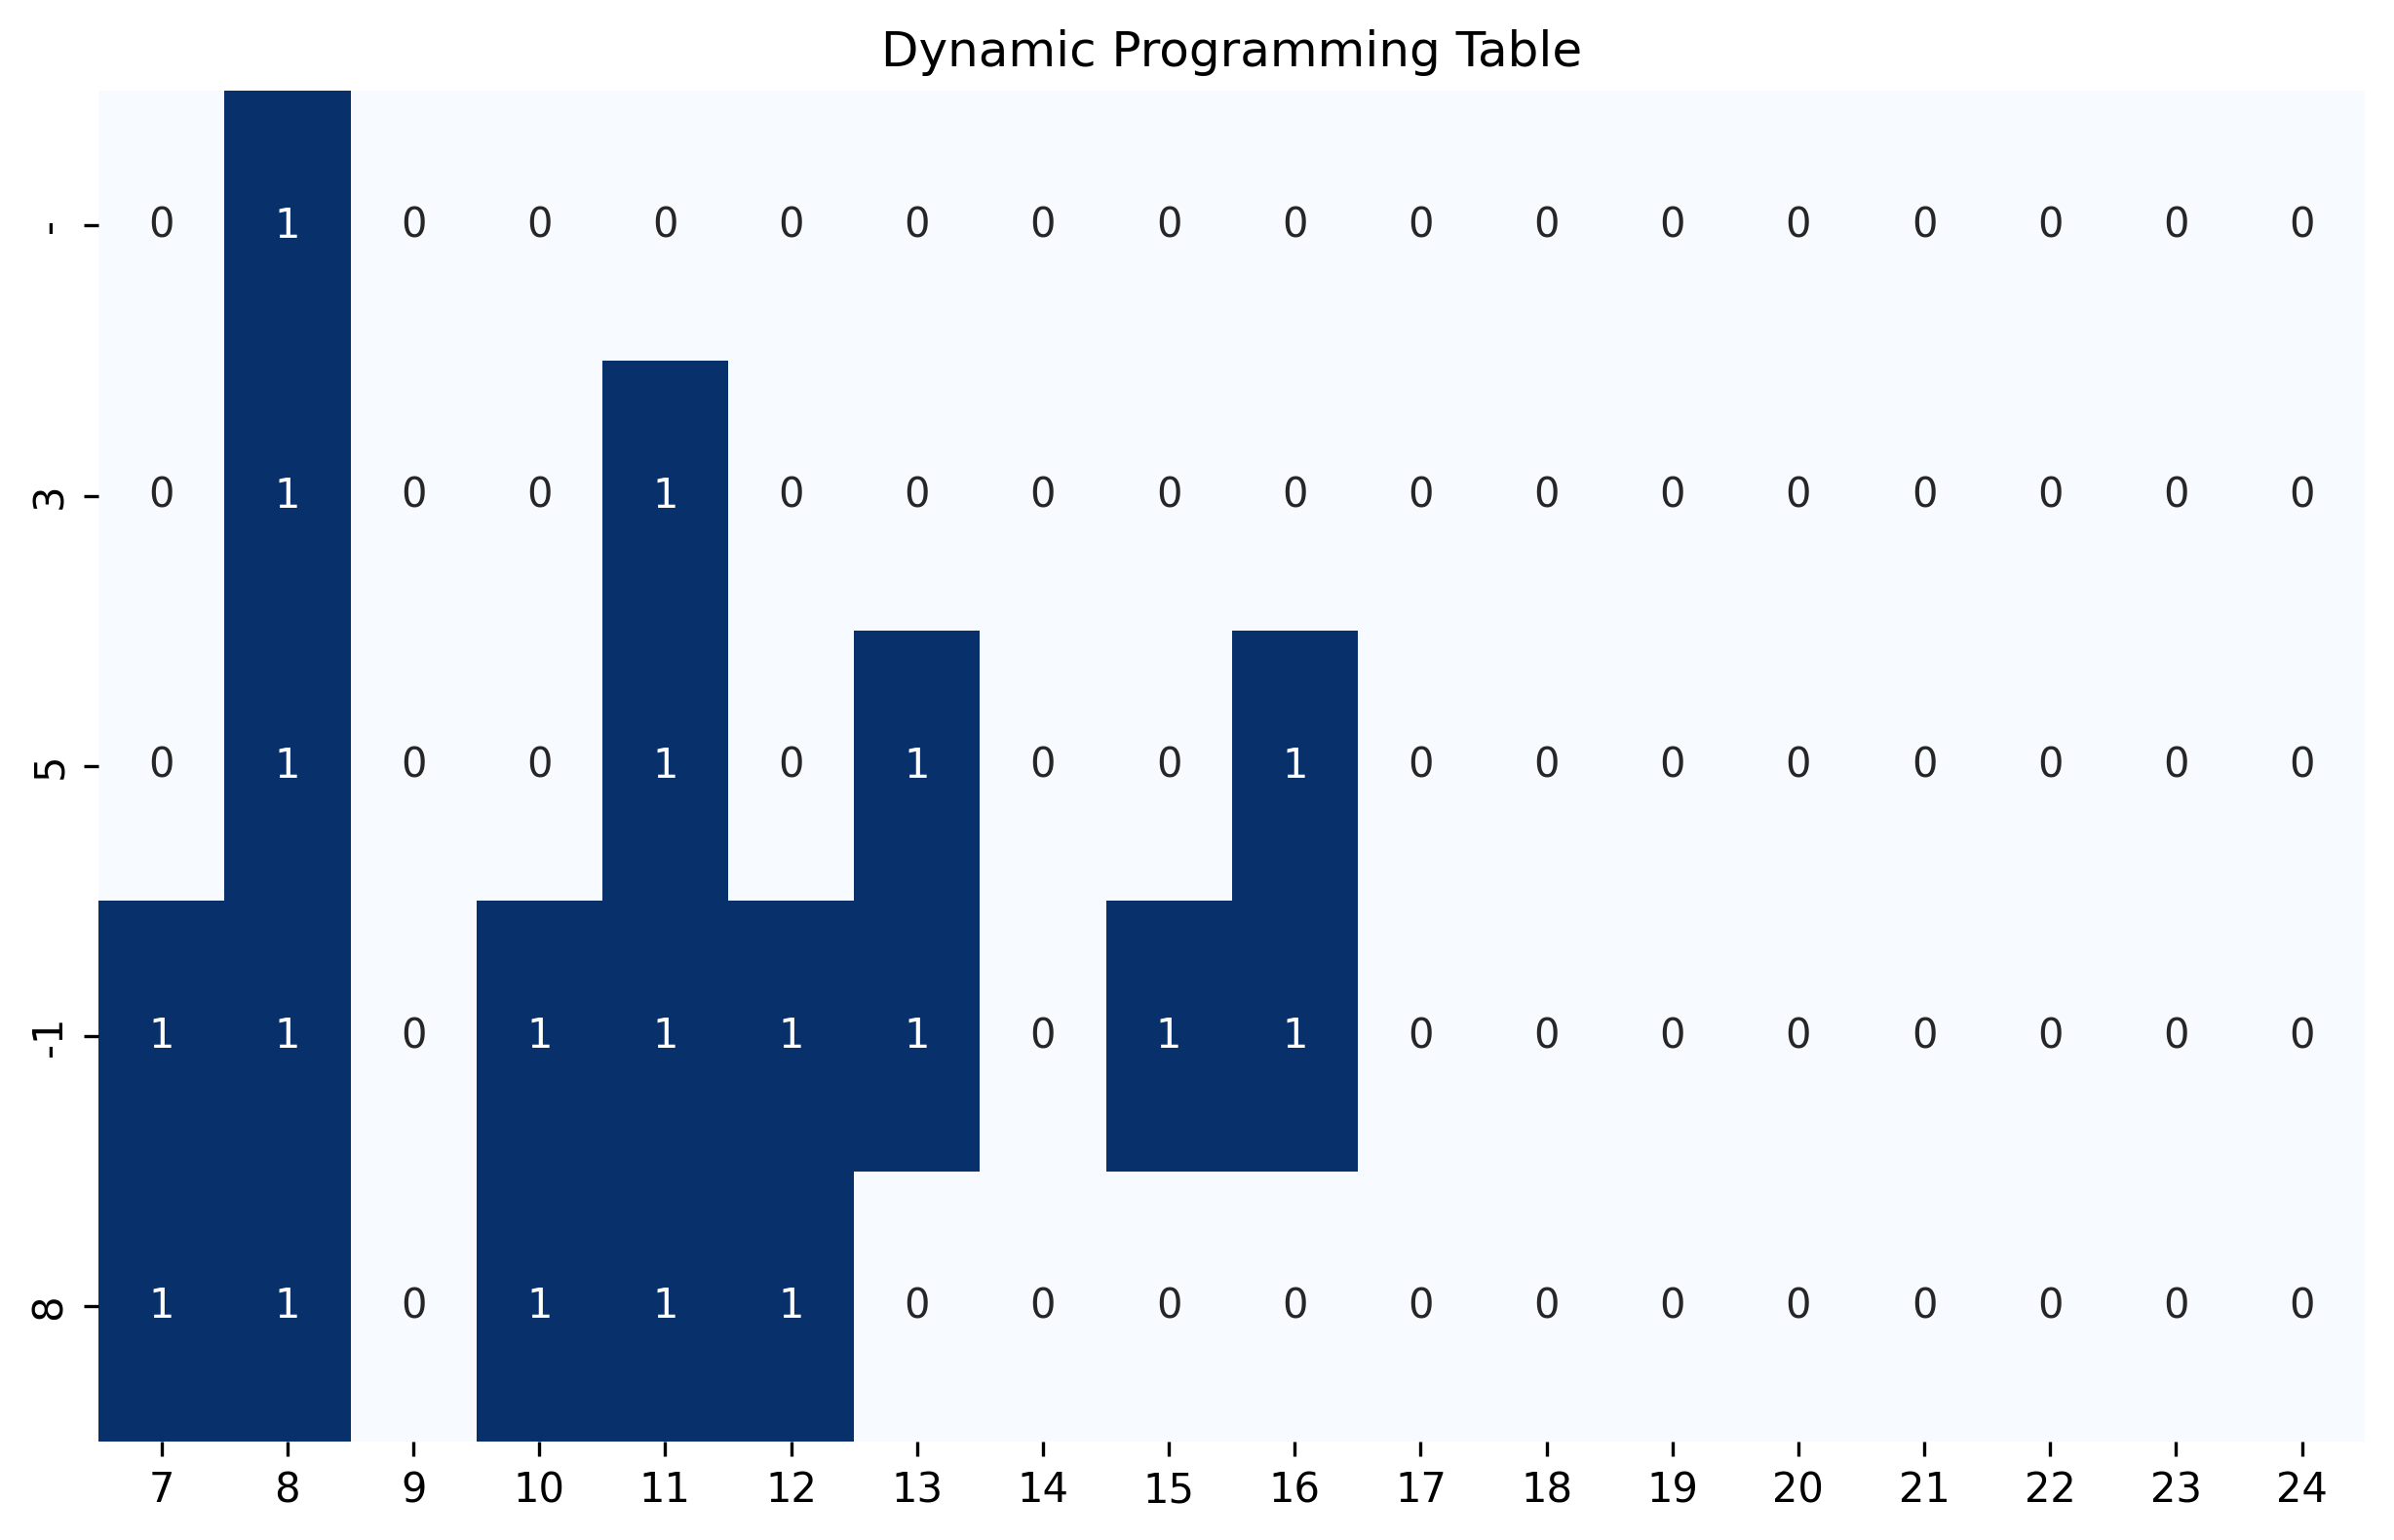 Dynamic Programming Table
- 0 1 0 0 0 0 0 0 0 0 0 0 0 0 0 0 0 0
3 0 1 0 0 1 0 0 0 0 0 0 0 0 0 0 0 0 0
5 0 1 0 0 1 0 1 0 0 1 0 0 0 0 0 0 0 0
-1 1 1 0 1 1 1 1 0 1 1 0 0 0 0 0 0 0 0
8 1 1 0 1 1 1 0 0 0 0 0 0 0 0 0 0 0 0
7 8 9 10 11 12 13 14 15 16 17 18 19 20 21 22 23 24